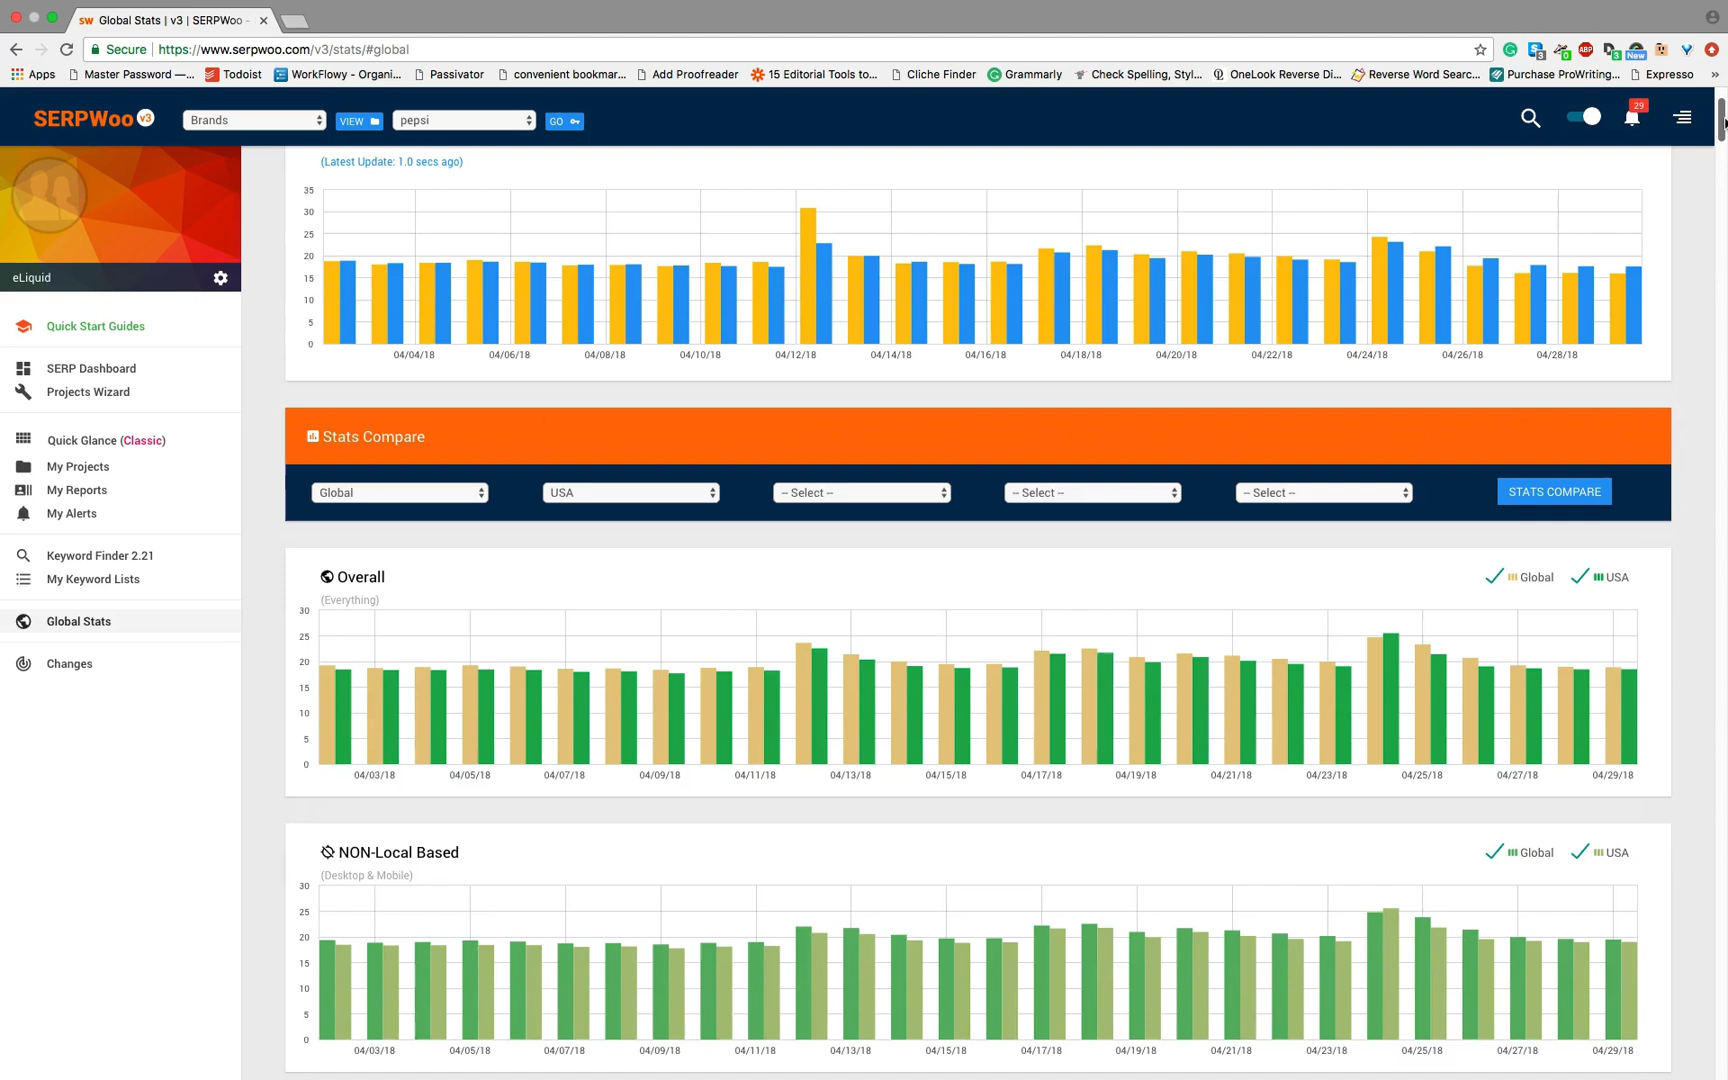 sw Global Stats | v3 | SERPWoo -
Secure https://www.serpwoo.com/v3/stats/#global
3 0 ABP 3 New
Apps Master Password —... Todoist WorkFlowy - Organi... Passivator convenient bookmar... Add Proofreader 15 Editorial Tools to... Cliche Finder Grammarly Check Spelling, Styl... OneLook Reverse Di... Reverse Word Searc... Purchase ProWriting... Expresso »
SERPWoo v3 Brands VIEW pepsi GO 29
(Latest Update: 1.0 secs ago)
35
30
25
20
15
10
5
0
04/04/18 04/06/18 04/08/18 04/10/18 04/12/18 04/14/18 04/16/18 04/18/18 04/20/18 04/22/18 04/24/18 04/26/18 04/28/18
eLiquid
Quick Start Guides
SERP Dashboard
Projects Wizard
Quick Glance (Classic)
My Projects
My Reports
My Alerts
Keyword Finder 2.21
My Keyword Lists
Global Stats
Changes
Stats Compare
Global USA -- Select -- -- Select -- -- Select -- STATS COMPARE
Overall Global USA
(Everything)
30
25
20
15
10
5
0
04/03/18 04/05/18 04/07/18 04/09/18 04/11/18 04/13/18 04/15/18 04/17/18 04/19/18 04/21/18 04/23/18 04/25/18 04/27/18 04/29/18
NON-Local Based Global USA
(Desktop & Mobile)
30
25
20
15
10
5
0
04/03/18 04/05/18 04/07/18 04/09/18 04/11/18 04/13/18 04/15/18 04/17/18 04/19/18 04/21/18 04/23/18 04/25/18 04/27/18 04/29/18